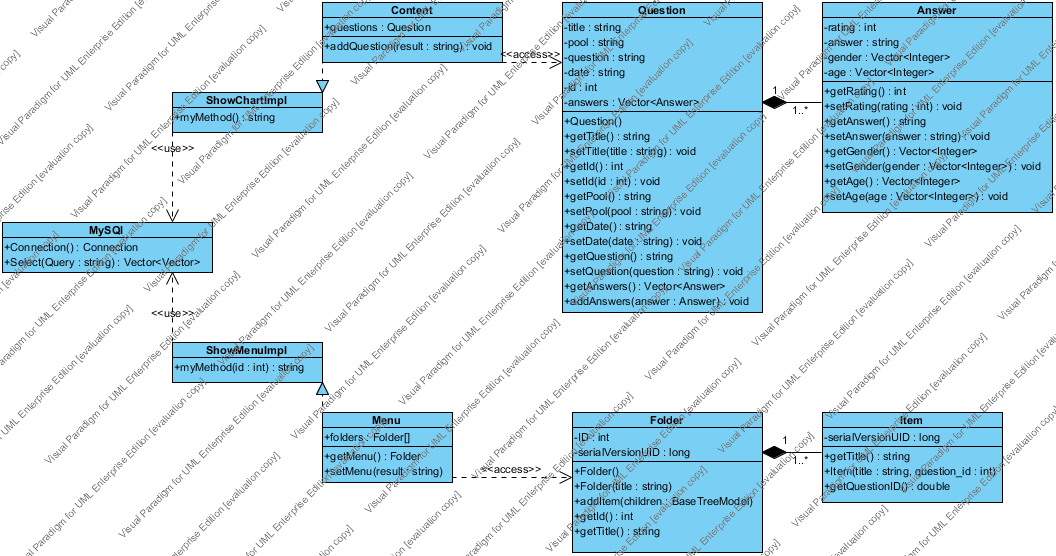 Content
+questions : Question
+addQuestion(result : string) : void
<<access>>
Question
-title : string
-pool : string
-question : string
-date : string
-id : int
-answers : Vector<Answer>
+Question()
+getTitle() : string
+setTitle(title : string) : void
+getId() : int
+setId(id : int) : void
+getPool() : string
+setPool(pool : string) : void
+getDate() : string
+setDate(date : string) : void
+getQuestion() : string
+setQuestion(question : string) : void
+getAnswers() : Vector<Answer>
+addAnswers(answer : Answer) : void
1
1..*
Answer
-rating : int
-answer : string
-gender : Vector<Integer>
-age : Vector<Integer>
+getRating() : int
+setRating(rating : int) : void
+getAnswer() : string
+setAnswer(answer : string) : void
+getGender() : Vector<Integer>
+setGender(gender : Vector<Integer>) : void
+getAge() : Vector<Integer>
+setAge(age : Vector<Integer>) : void
ShowChartImpl
+myMethod() : string
<<use>>
MySQl
+Connection() : Connection
+Select(Query : string) : Vector<Vector>
<<use>>
ShowMenuImpl
+myMethod(id : int) : string
Menu
+folders : Folder[]
+getMenu() : Folder
+setMenu(result : string)
<<access>>
Folder
-ID : int
-serialVersionUID : long
+Folder()
+Folder(title : string)
+addItem(children : BaseTreeModel)
+getId() : int
+getTitle() : string
1
1..*
Item
-serialVersionUID : long
+getTitle() : string
+Item(title : string, question_id : int)
+getQuestionID() : double
Visual Paradigm for UML Enterprise Edition [evaluation copy]